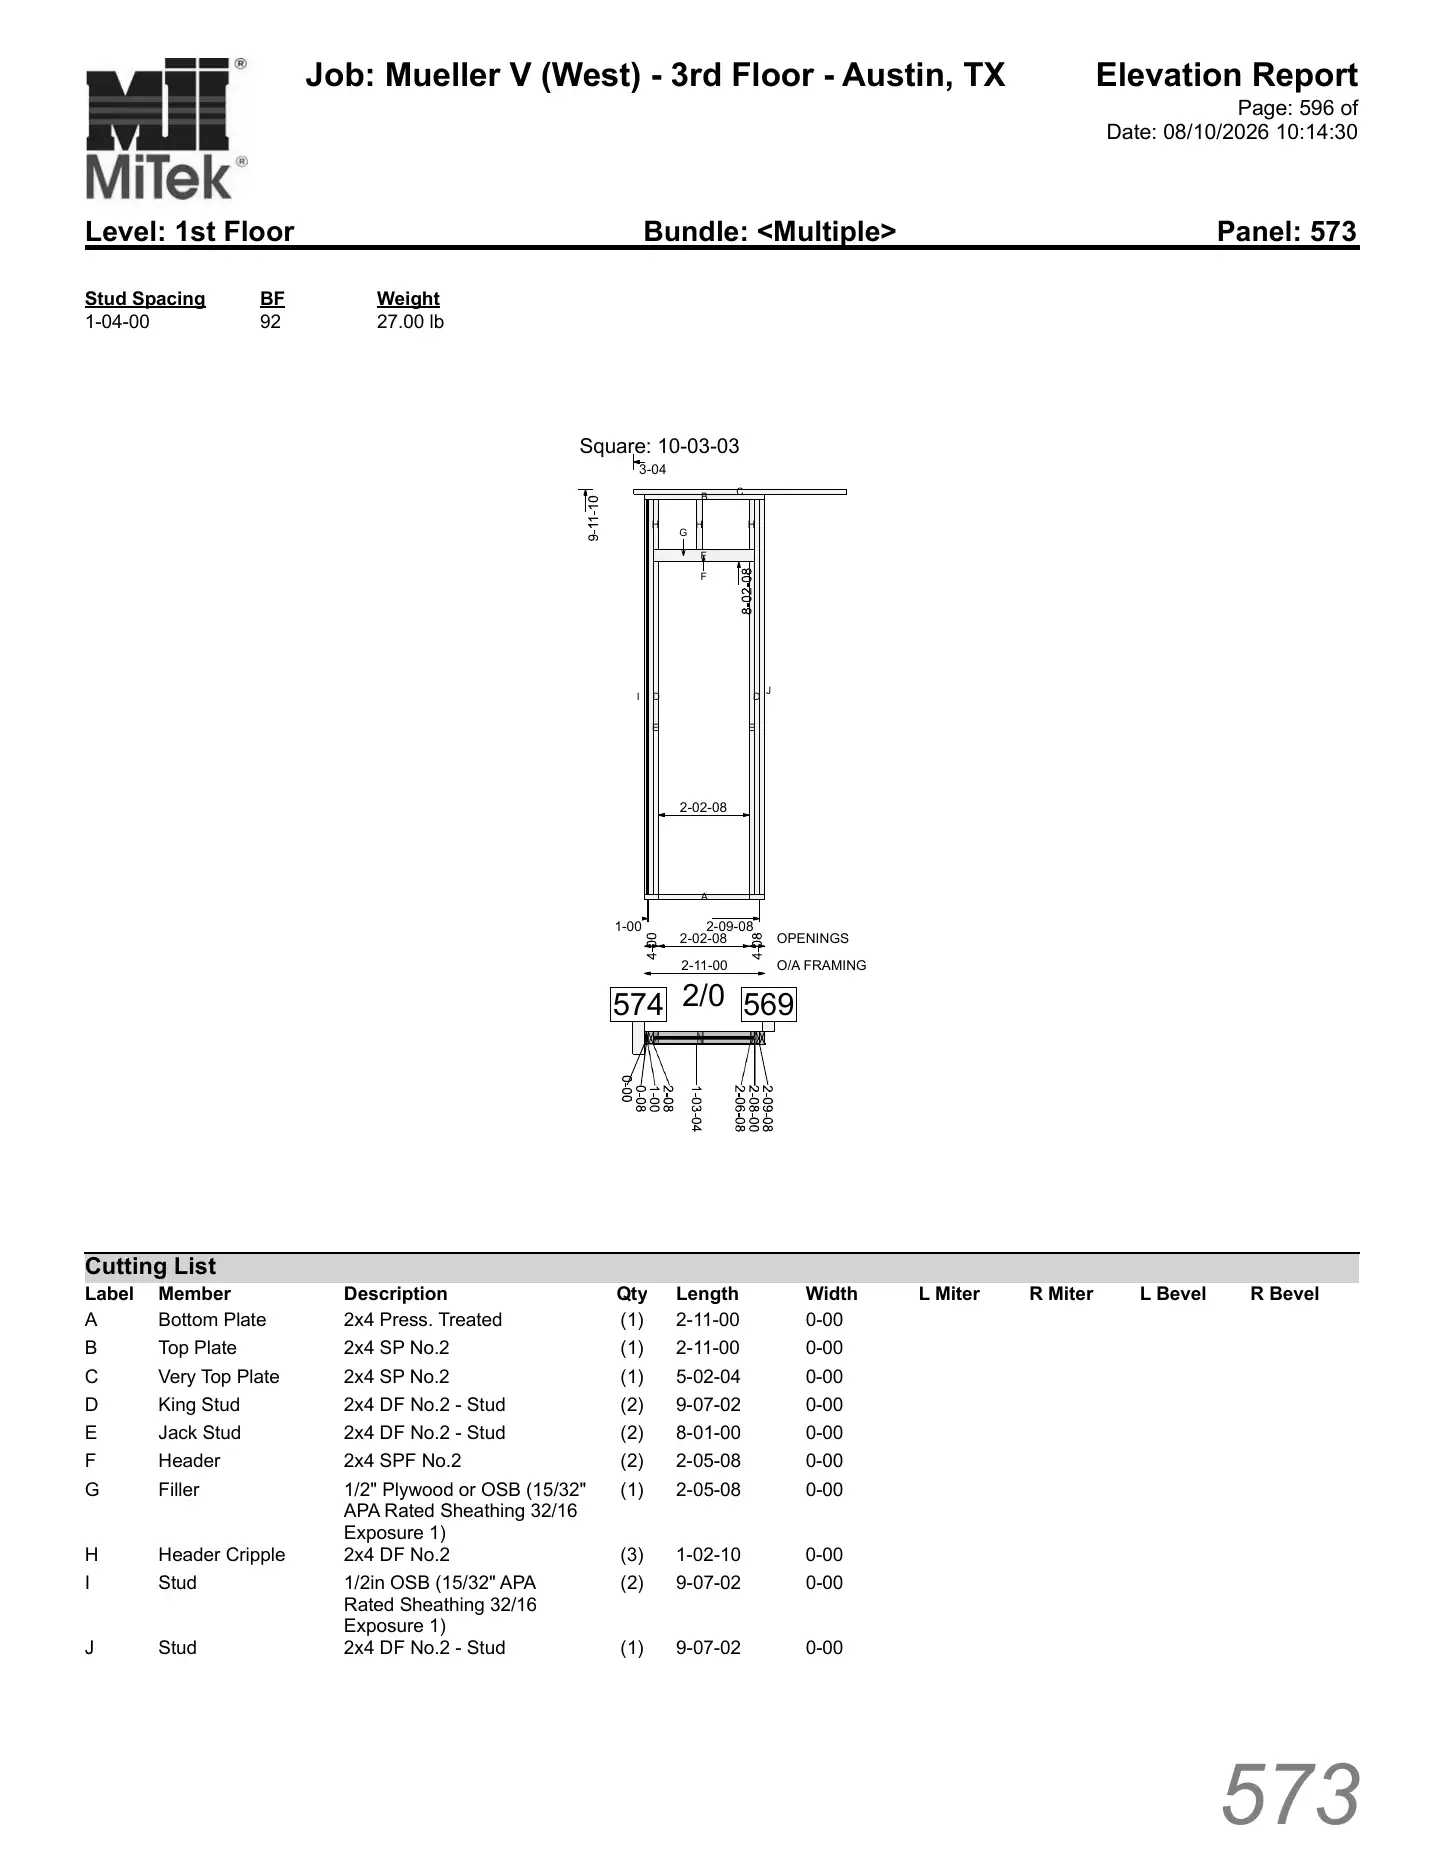 Job: Mueller V (West) - 3rd Floor - Austin, TX
Elevation Report
Page: 596 of
Date: 08/10/2026 10:14:30
MiTek®
Level: 1st Floor Bundle: <Multiple> Panel: 573
Stud Spacing BF Weight
1-04-00 92 27.00 lb
Square: 10-03-03
3-04
9-11-10
C
B
H H H
G
F
F
8-02-08
I D D J
E E
2-02-08
A
1-00 2-09-08
4-00 2-02-08 4-08 OPENINGS
2-11-00 O/A FRAMING
574 2/0 569
0-00 0-08 1-00 2-08 1-03-04 2-06-08 2-08-00 2-09-08
Cutting List
Label Member Description Qty Length Width L Miter R Miter L Bevel R Bevel
A Bottom Plate 2x4 Press. Treated (1) 2-11-00 0-00
B Top Plate 2x4 SP No.2 (1) 2-11-00 0-00
C Very Top Plate 2x4 SP No.2 (1) 5-02-04 0-00
D King Stud 2x4 DF No.2 - Stud (2) 9-07-02 0-00
E Jack Stud 2x4 DF No.2 - Stud (2) 8-01-00 0-00
F Header 2x4 SPF No.2 (2) 2-05-08 0-00
G Filler 1/2" Plywood or OSB (15/32" (1) 2-05-08 0-00
APA Rated Sheathing 32/16
Exposure 1)
H Header Cripple 2x4 DF No.2 (3) 1-02-10 0-00
I Stud 1/2in OSB (15/32" APA (2) 9-07-02 0-00
Rated Sheathing 32/16
Exposure 1)
J Stud 2x4 DF No.2 - Stud (1) 9-07-02 0-00
573